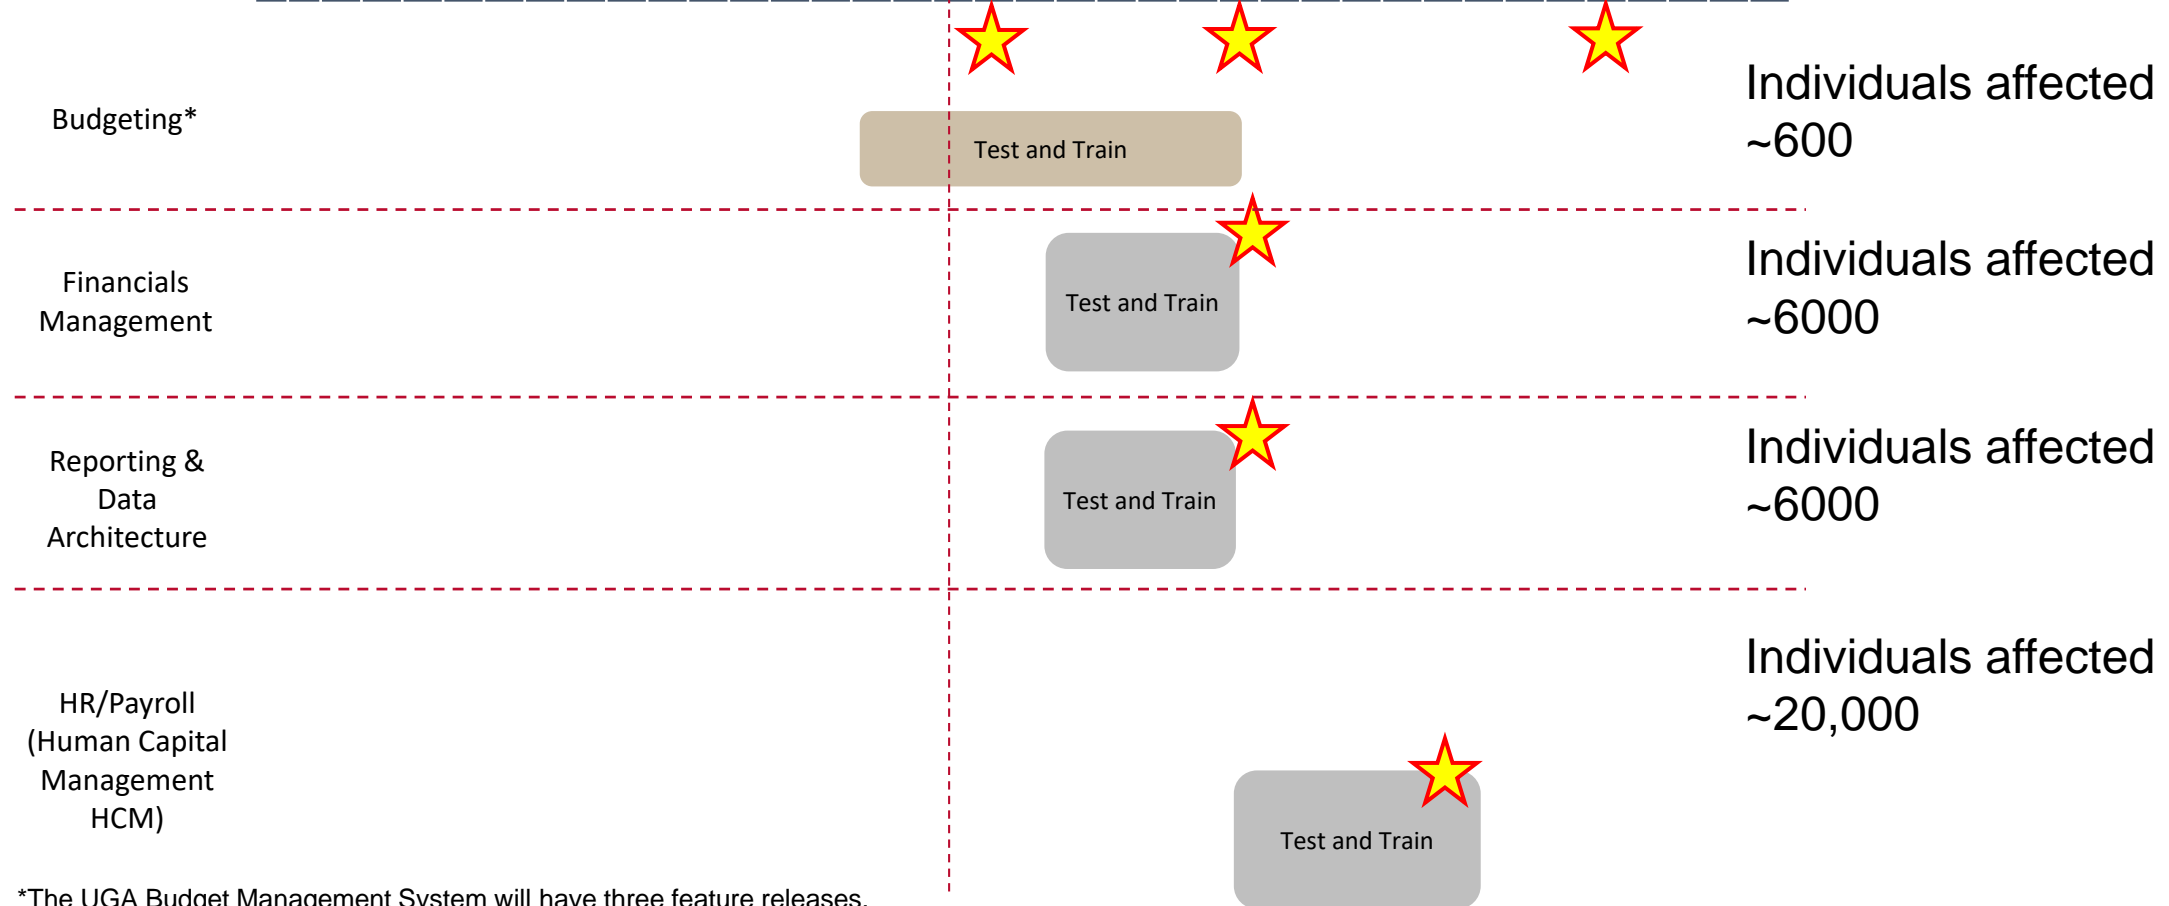 Budgeting*
Test and Train
Individuals affected
~600
Financials
Management
Test and Train
Individuals affected
~6000
Reporting &
Data
Architecture
Test and Train
Individuals affected
~6000
HR/Payroll
(Human Capital
Management
HCM)
Test and Train
Individuals affected
~20,000
*The UGA Budget Management System will have three feature releases.